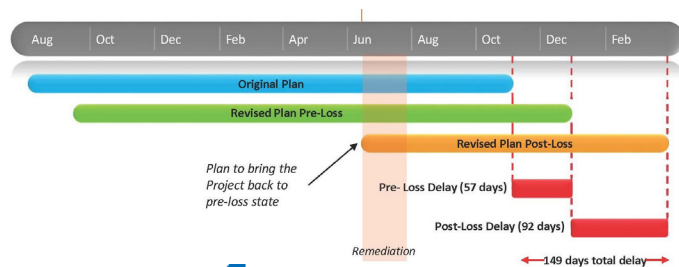 Aug Oct Dec Feb Apr Jun Aug Oct Dec Feb
Original Plan
Revised Plan Pre-Loss
Revised Plan Post-Loss
Plan to bring the
Project back to
pre-loss state
Pre- Loss Delay (57 days)
Post-Loss Delay (92 days)
Remediation
149 days total delay